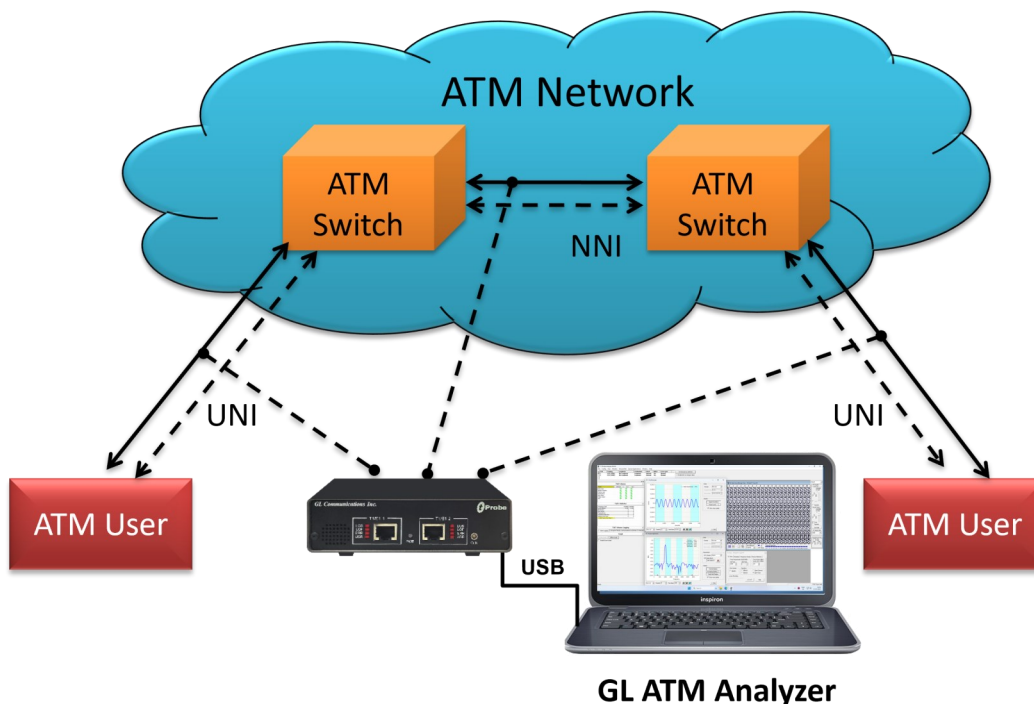 ATM Network
ATM
Switch
ATM
Switch
NNI
UNI
UNI
ATM User
GL Communications Inc.
Probe
ATM User
USB
inspiron
GL ATM Analyzer